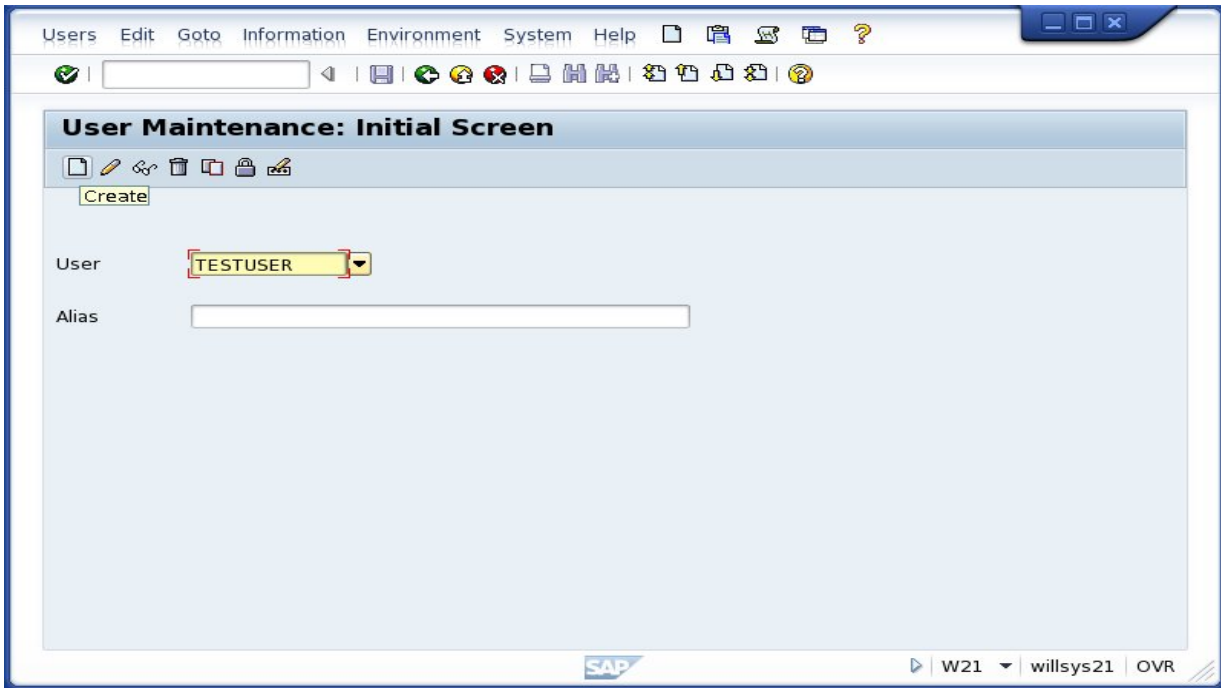 Users Edit Goto Information Environment System Help
User Maintenance: Initial Screen
Create
User TESTUSER
Alias
SAP W21 willsys21 OVR